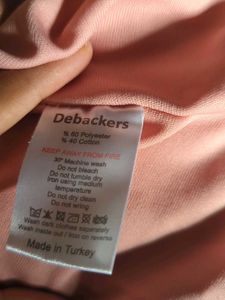 Debackers
% 60 Polyester
% 40 Cotton
KEEP AWAY FROM FIRE
30° Machine wash
Do not bleach
Do not tumble dry
Iron using medium
temperature
Do not dry clean
Do not wring
Wash dark clothes separately
Wash inside out / Iron on reverse
Made in Turkey